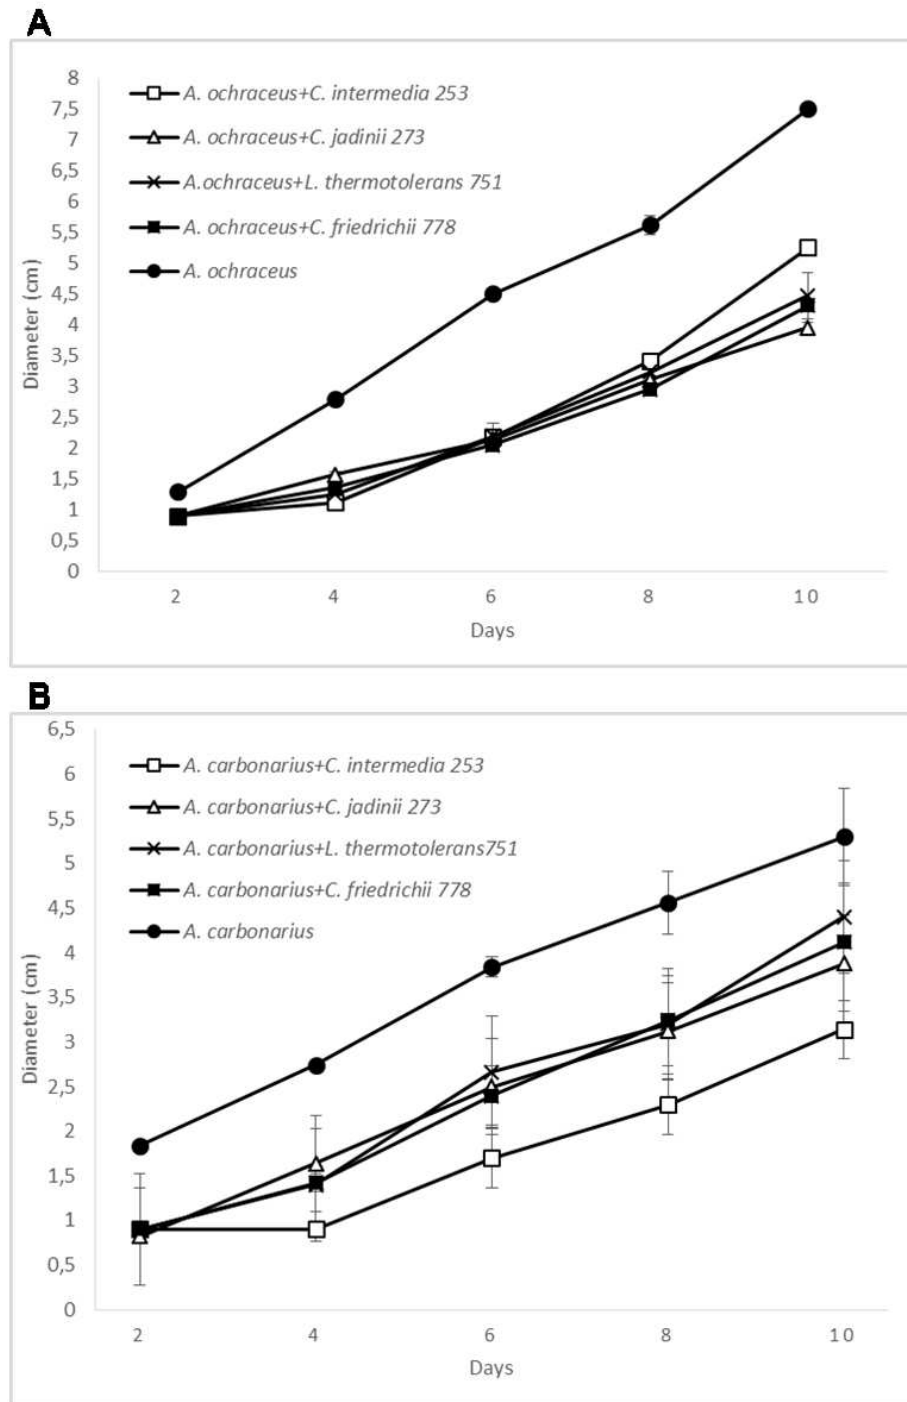 A
8
7,5
7
6,5
6
5,5
5
4,5
4
3,5
3
2,5
2
1,5
1
0,5
0
Diameter (cm)
A. ochraceus+C. intermedia 253
A. ochraceus+C. jadinii 273
A.ochraceus+L. thermotolerans 751
A. ochraceus+C. friedrichii 778
A. ochraceus
2 4 6 8 10
Days
B
6,5
6
5,5
5
4,5
4
3,5
3
2,5
2
1,5
1
0,5
0
Diameter (cm)
A. carbonarius+C. intermedia 253
A. carbonarius+C. jadinii 273
A. carbonarius+L. thermotolerans751
A. carbonarius+C. friedrichii 778
A. carbonarius
2 4 6 8 10
Days